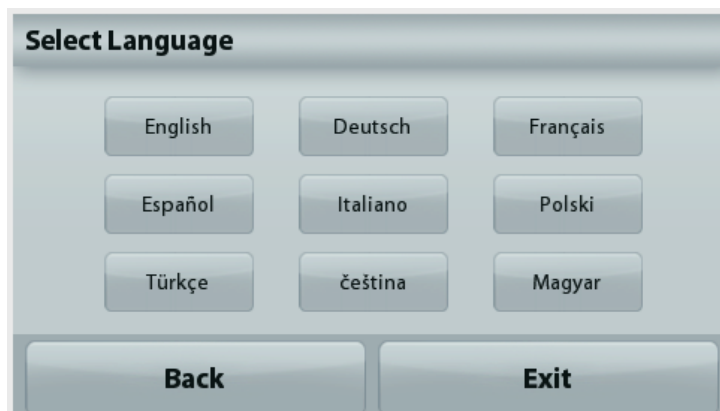 Select Language
English Deutsch Français
Español Italiano Polski
Türkçe čeština Magyar
Back Exit